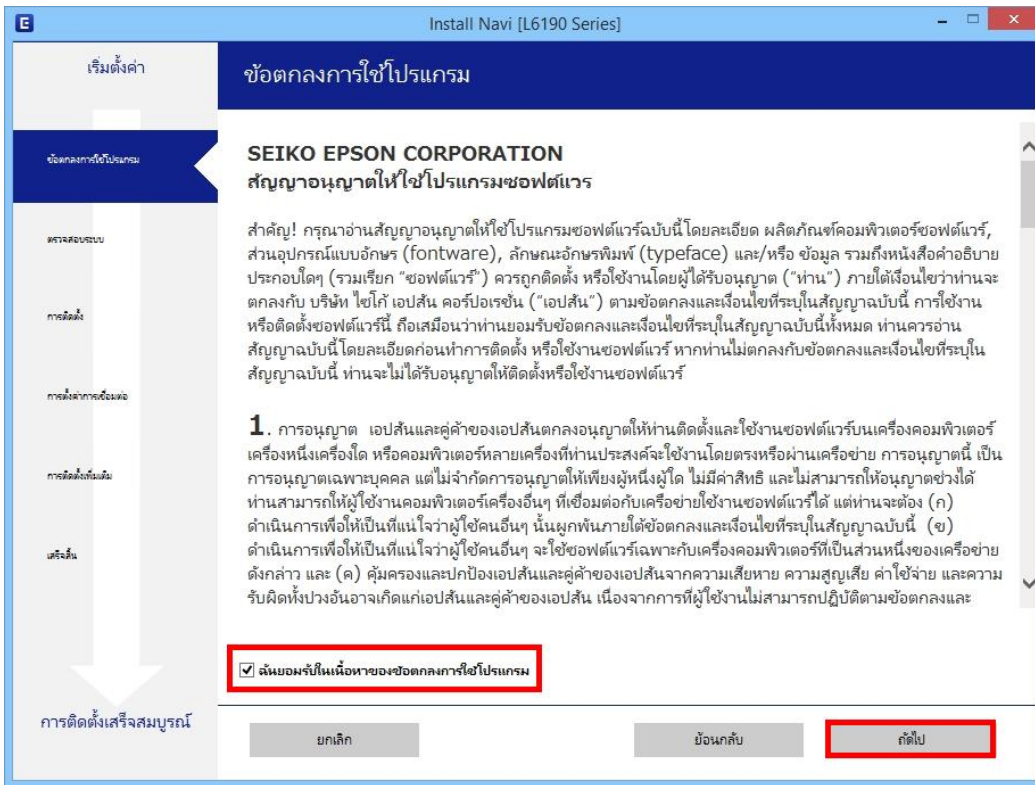 E
Install Navi [L6190 Series]
เริ่มตั้งค่า
ข้อตกลงการใช้โปรแกรม
ข้อตกลงการใช้โปรแกรม
ตรวจสอบระบบ
การติดตั้ง
การตั้งค่าการเชื่อมต่อ
การติดตั้งเพิ่มเติม
เสร็จสิ้น
การติดตั้งเสร็จสมบูรณ์
SEIKO EPSON CORPORATION
สัญญาอนุญาตให้ใช้โปรแกรมซอฟต์แวร
สำคัญ! กรุณาอ่านสัญญาอนุญาตให้ใช้โปรแกรมซอฟต์แวร์ฉบับนี้โดยละเอียด ผลิตภัณฑ์คอมพิวเตอร์ซอฟต์แวร์,
ส่วนอุปกรณ์แบบอักษร (fontware), ลักษณะอักษรพิมพ์ (typeface) และ/หรือ ข้อมูล รวมถึงหนังสือคำอธิบาย
ประกอบใดๆ (รวมเรียก “ซอฟต์แวร์”) ควรถูกติดตั้ง หรือใช้งานโดยผู้ได้รับอนุญาต (“ท่าน”) ภายใต้เงื่อนไขว่าท่านจะ
ตกลงกับ บริษัท ไซโก้ เอปสัน คอร์ปอเรชั่น (“เอปสัน”) ตามข้อตกลงและเงื่อนไขที่ระบุในสัญญาฉบับนี้ การใช้งาน
หรือติดตั้งซอฟต์แวร์นี้ ถือเสมือนว่าท่านยอมรับข้อตกลงและเงื่อนไขที่ระบุในสัญญาฉบับนี้ทั้งหมด ท่านควรอ่าน
สัญญาฉบับนี้โดยละเอียดก่อนทำการติดตั้ง หรือใช้งานซอฟต์แวร์ หากท่านไม่ตกลงกับข้อตกลงและเงื่อนไขที่ระบุใน
สัญญาฉบับนี้ ท่านจะไม่ได้รับอนุญาตให้ติดตั้งหรือใช้งานซอฟต์แวร์
1. การอนุญาต เอปสันและคู่ค้าของเอปสันตกลงอนุญาตให้ท่านติดตั้งและใช้งานซอฟต์แวร์บนเครื่องคอมพิวเตอร์
เครื่องหนึ่งเครื่องใด หรือคอมพิวเตอร์หลายเครื่องที่ท่านประสงค์จะใช้งานโดยตรงหรือผ่านเครือข่าย การอนุญาตนี้ เป็น
การอนุญาตเฉพาะบุคคล แต่ไม่จำกัดการอนุญาตให้เพียงผู้หนึ่งผู้ใด ไม่มีค่าสิทธิ และไม่สามารถให้อนุญาตช่วงได้
ท่านสามารถให้ผู้ใช้งานคอมพิวเตอร์เครื่องอื่นๆ ที่เชื่อมต่อกับเครือข่ายใช้งานซอฟต์แวร์ได้ แต่ท่านจะต้อง (ก)
ดำเนินการเพื่อให้เป็นที่แน่ใจว่าผู้ใช้คนอื่นๆ นั้นผูกพันภายใต้ข้อตกลงและเงื่อนไขที่ระบุในสัญญาฉบับนี้ (ข)
ดำเนินการเพื่อให้เป็นที่แน่ใจว่าผู้ใช้คนอื่นๆ จะใช้ซอฟต์แวร์เฉพาะกับเครื่องคอมพิวเตอร์ที่เป็นส่วนหนึ่งของเครือข่าย
ดังกล่าว และ (ค) คุ้มครองและปกป้องเอปสันและคู่ค้าของเอปสันจากความเสียหาย ความสูญเสีย ค่าใช้จ่าย และความ
รับผิดทั้งปวงอันอาจเกิดแก่เอปสันและคู่ค้าของเอปสัน เนื่องจากการที่ผู้ใช้งานไม่สามารถปฏิบัติตามข้อตกลงและ
ฉันยอมรับในเนื้อหาของข้อตกลงการใช้โปรแกรม
ยกเลิก
ย้อนกลับ
ถัดไป